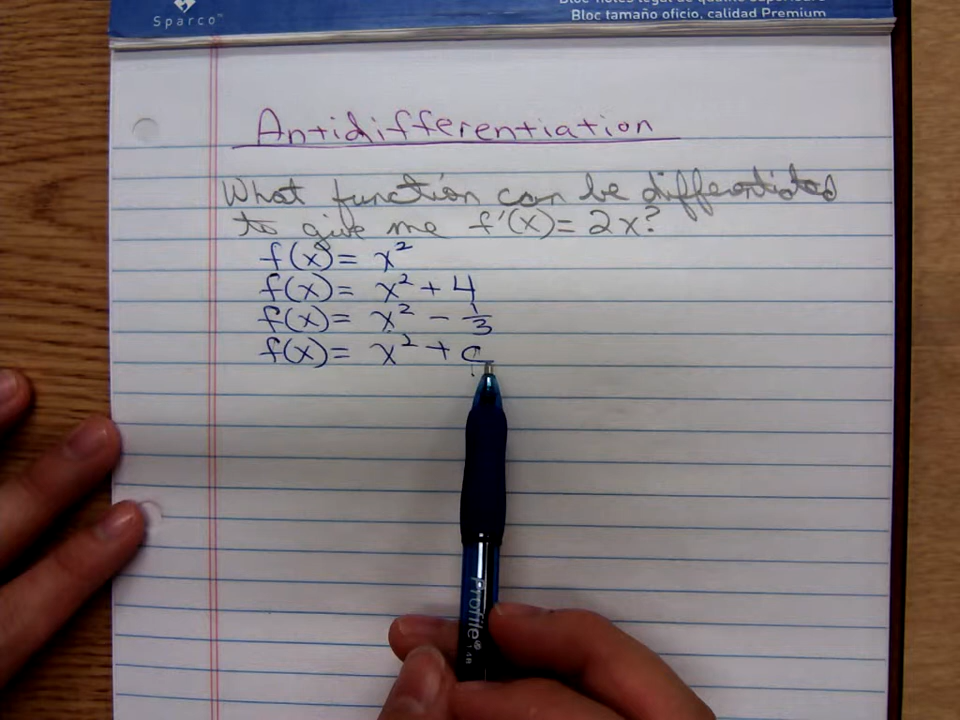 Sparco™
Bloc tamaño oficio, calidad Premium
Antidifferentiation
What function can be differentiated
to give me f'(x) = 2x?
f(x) = x²
f(x) = x² + 4
f(x) = x² - 1/3
f(x) = x² + c
Profile